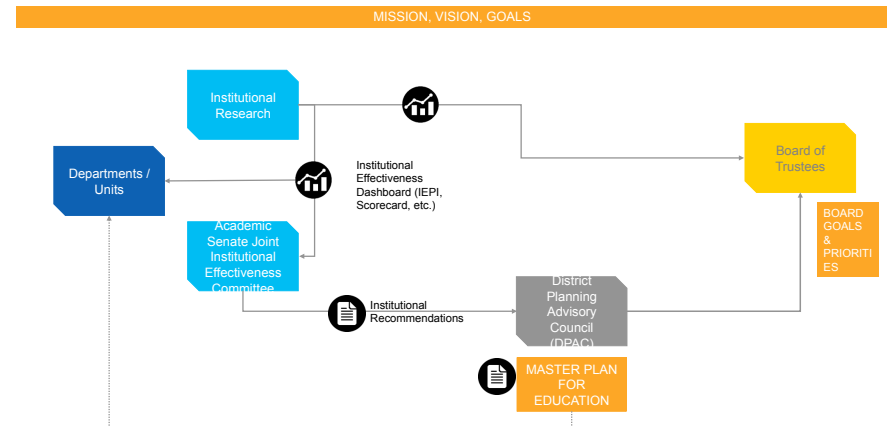 MISSION, VISION, GOALS
Institutional
Research
Departments /
Units
Institutional
Effectiveness
Dashboard (IEPI,
Scorecard, etc.)
Board of
Trustees
BOARD
GOALS
&
PRIORITI
ES
Academic
Senate Joint
Institutional
Effectiveness
Committee
Institutional
Recommendations
District
Planning
Advisory
Council
(DPAC)
MASTER PLAN
FOR
EDUCATION